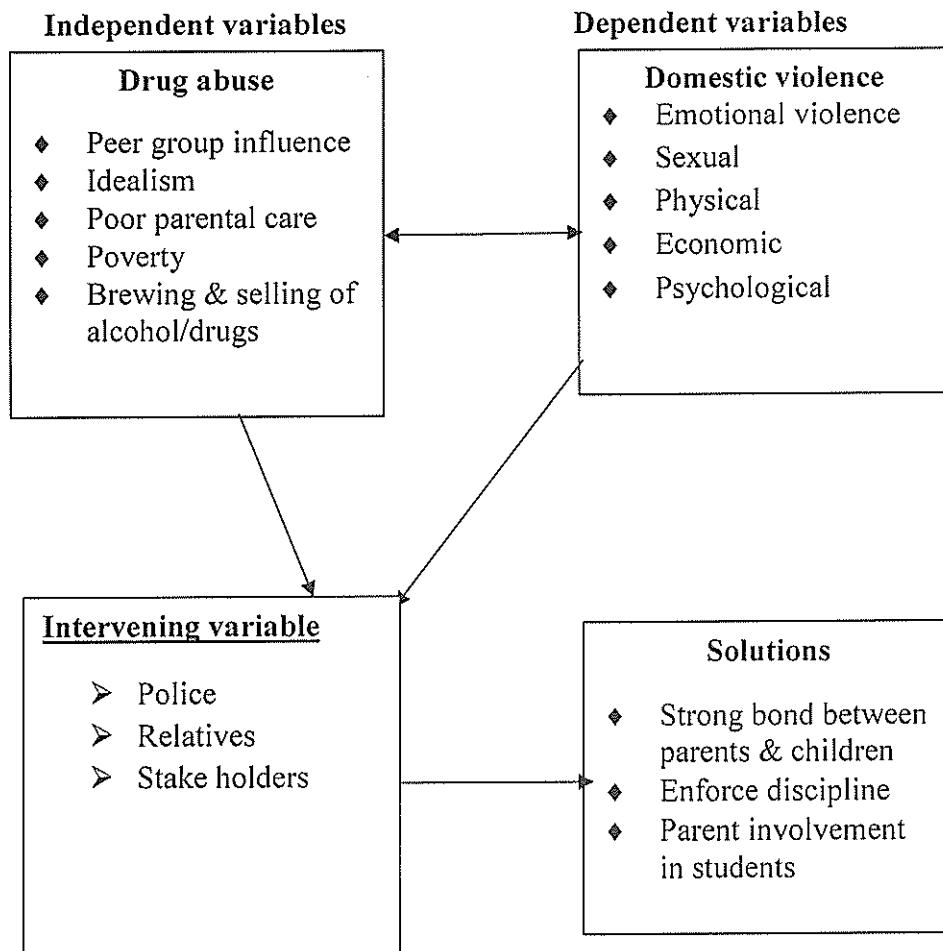 Independent variables
Drug abuse
◆ Peer group influence
◆ Idealism
◆ Poor parental care
◆ Poverty
◆ Brewing & selling of
alcohol/drugs
Dependent variables
Domestic violence
◆ Emotional violence
◆ Sexual
◆ Physical
◆ Economic
◆ Psychological
Intervening variable
➢ Police
➢ Relatives
➢ Stake holders
Solutions
◆ Strong bond between
parents & children
◆ Enforce discipline
◆ Parent involvement
in students